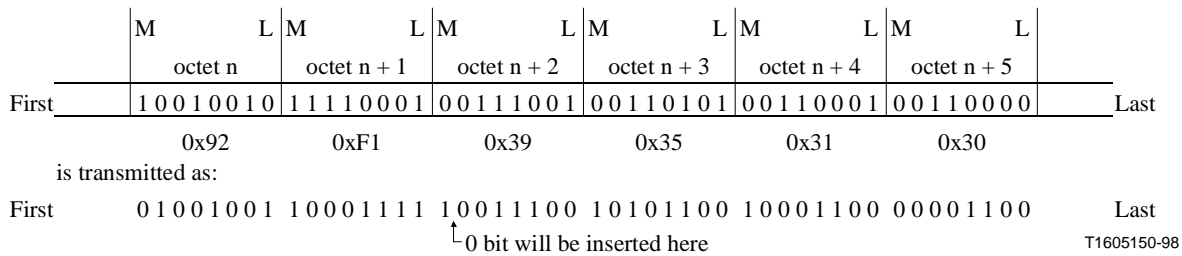 M L M L M L M L M L M L
octet n octet n + 1 octet n + 2 octet n + 3 octet n + 4 octet n + 5
First 1 0 0 1 0 0 1 0 1 1 1 1 0 0 0 1 0 0 1 1 1 0 0 1 0 0 1 1 0 1 0 1 0 0 1 1 0 0 0 1 0 0 1 1 0 0 0 0 Last
0x92 0xF1 0x39 0x35 0x31 0x30
is transmitted as:
First 0 1 0 0 1 0 0 1 1 0 0 0 1 1 1 1 1 0 0 1 1 1 0 0 1 0 1 0 1 1 0 0 1 0 0 0 1 1 0 0 0 0 0 0 1 1 0 0 Last
0 bit will be inserted here T1605150-98